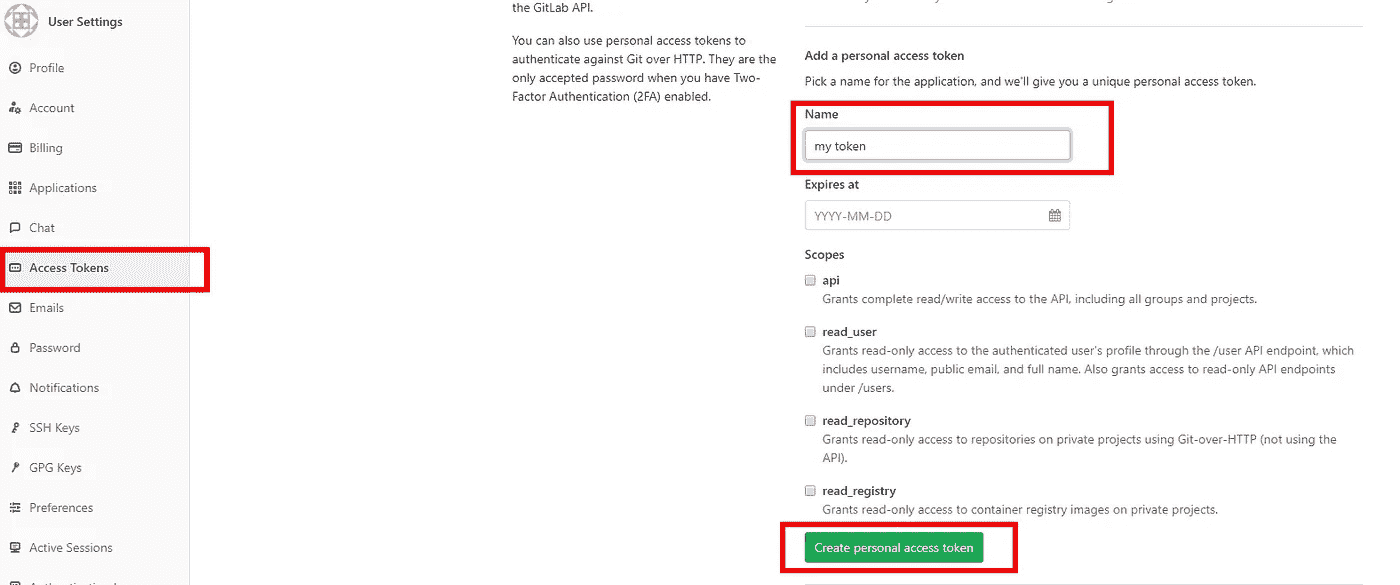 User Settings
Profile
Account
Billing
Applications
Chat
Access Tokens
Emails
Password
Notifications
SSH Keys
GPG Keys
Preferences
Active Sessions
the GitLab API.
You can also use personal access tokens to
authenticate against Git over HTTP. They are the
only accepted password when you have Two-
Factor Authentication (2FA) enabled.
Add a personal access token
Pick a name for the application, and we'll give you a unique personal access token.
Name
my token
Expires at
YYYY-MM-DD
Scopes
api
Grants complete read/write access to the API, including all groups and projects.
read_user
Grants read-only access to the authenticated user's profile through the /user API endpoint, which
includes username, public email, and full name. Also grants access to read-only API endpoints
under /users.
read_repository
Grants read-only access to repositories on private projects using Git-over-HTTP (not using the
API).
read_registry
Grants read-only access to container registry images on private projects.
Create personal access token